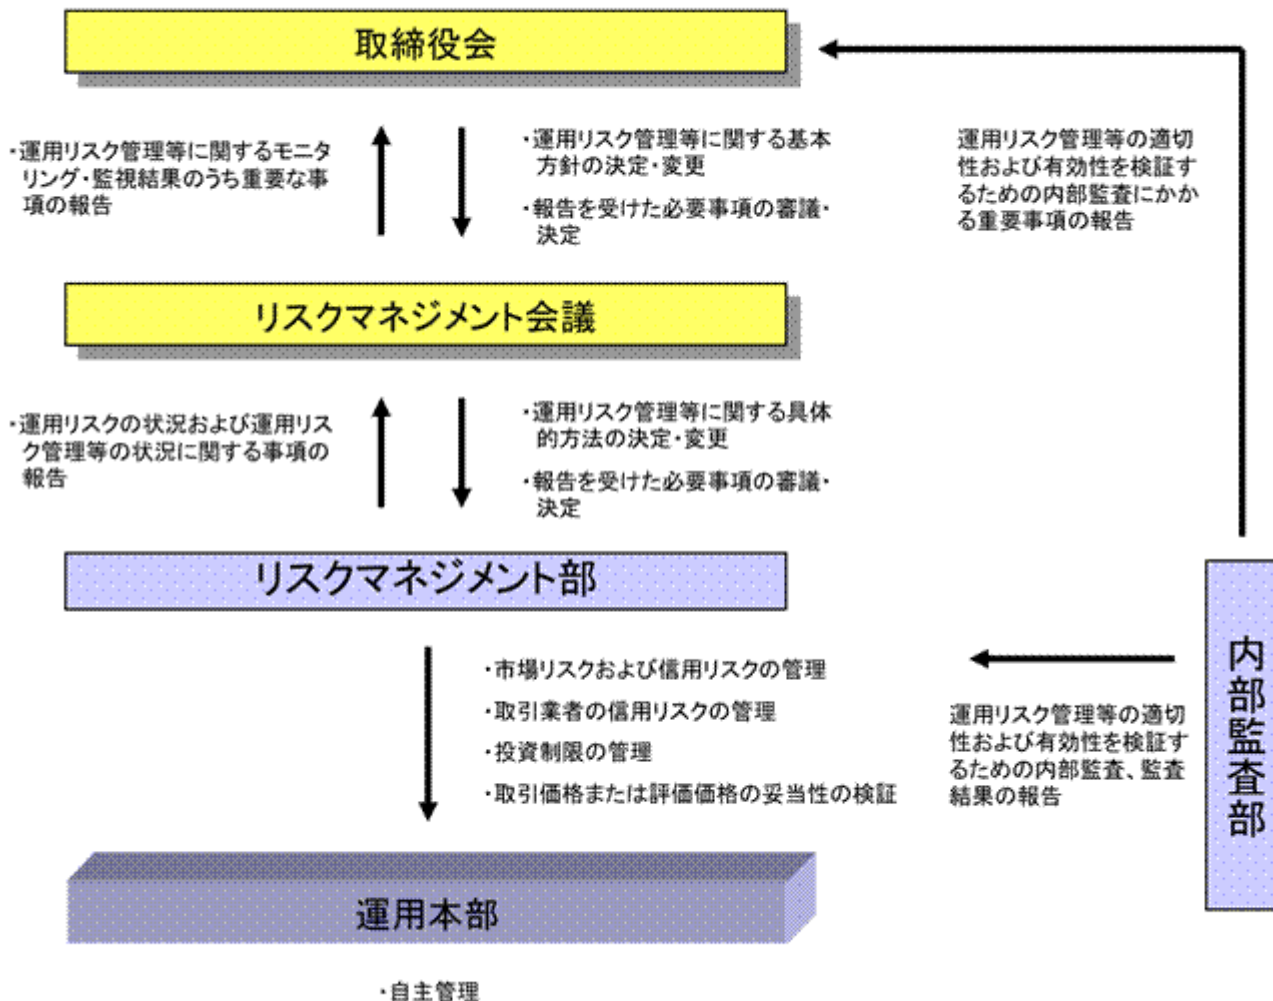 取締役会
・運用リスク管理等に関するモニタ
リング・監視結果のうち重要な事
項の報告
・運用リスク管理等に関する基本
方針の決定・変更
・報告を受けた必要事項の審議・
決定
運用リスク管理等の適切
性および有効性を検証す
るための内部監査にかか
る重要事項の報告
リスクマネジメント会議
・運用リスクの状況および運用リス
ク管理等の状況に関する事項の
報告
・運用リスク管理等に関する具体
的方法の決定・変更
・報告を受けた必要事項の審議・
決定
リスクマネジメント部
・市場リスクおよび信用リスクの管理
・取引業者の信用リスクの管理
・投資制限の管理
・取引価格または評価価格の妥当性の検証
運用リスク管理等の適切
性および有効性を検証す
るための内部監査、監査
結果の報告
内部監査部
運用本部
・自主管理